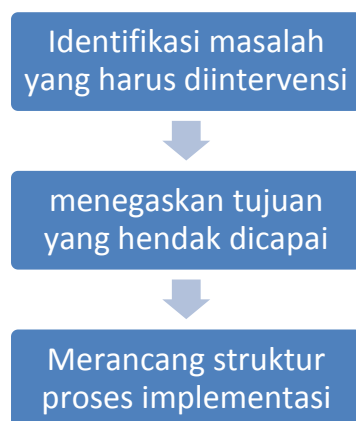 Identifikasi masalah
yang harus diintervensi
menegaskan tujuan
yang hendak dicapai
Merancang struktur
proses implementasi